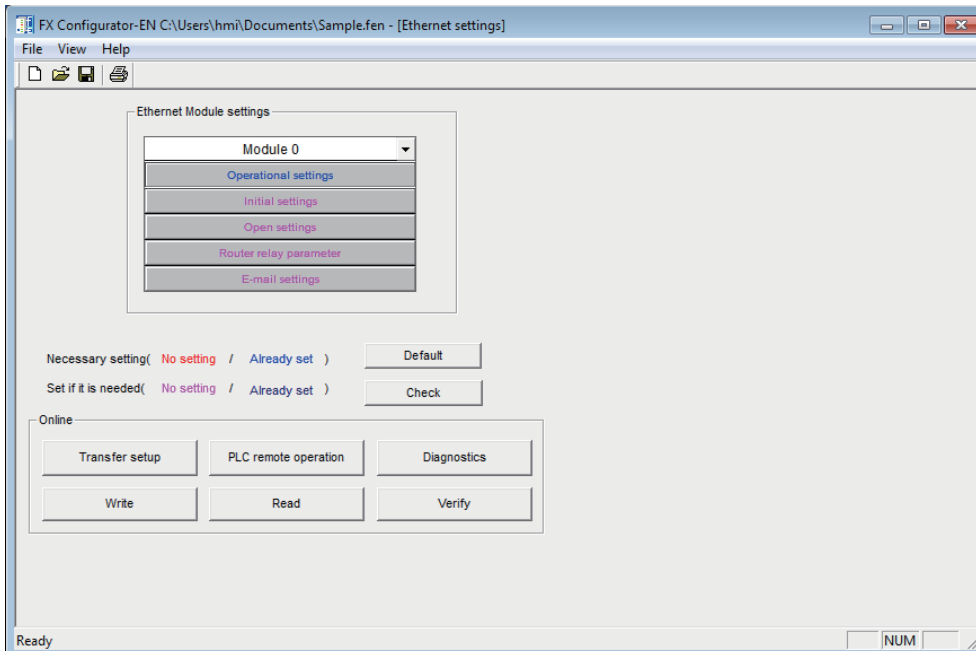 FX Configurator-EN C:\Users\hmi\Documents\Sample.fen - [Ethernet settings]
File View Help
Ethernet Module settings
Module 0
Operational settings
Initial settings
Open settings
Router relay parameter
E-mail settings
Necessary setting( No setting / Already set ) Default
Set if it is needed( No setting / Already set ) Check
Online
Transfer setup PLC remote operation Diagnostics
Write Read Verify
Ready NUM